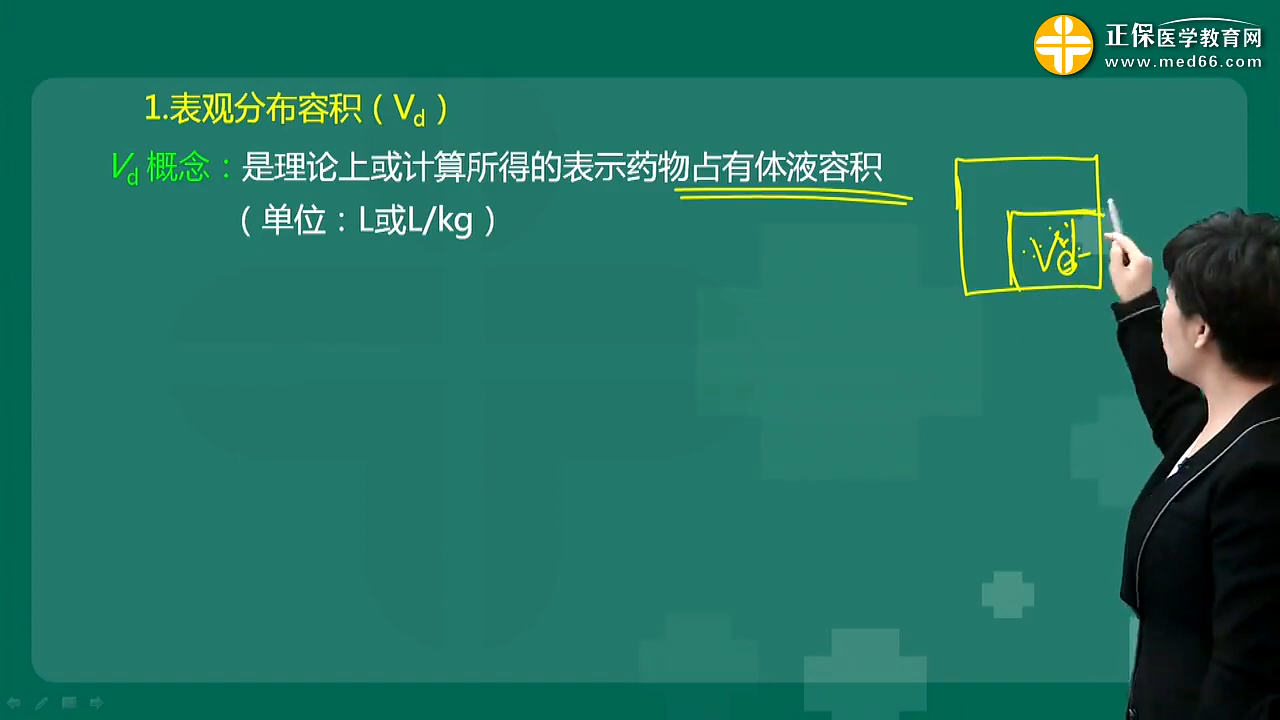 正保医学教育网
www.med66.com
1.表观分布容积（Vd）
Vd 概念：是理论上或计算所得的表示药物占有体液容积
（单位：L或L/kg）
Vd